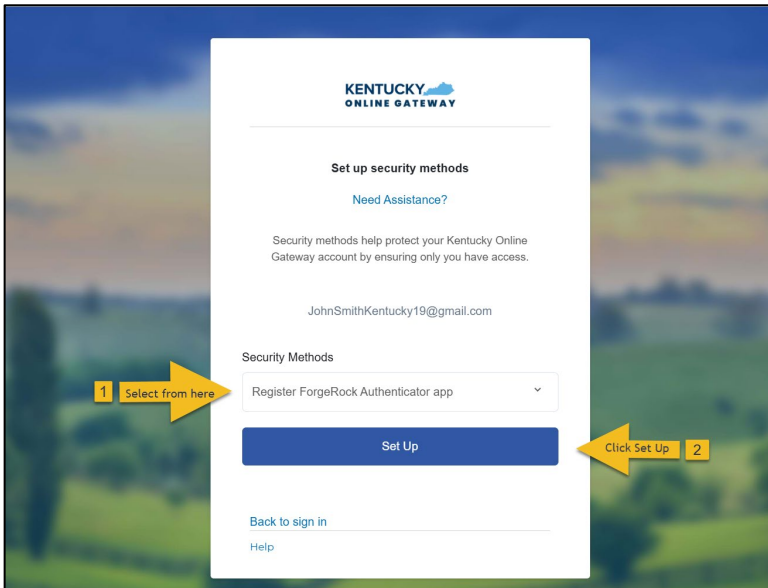 KENTUCKY
ONLINE GATEWAY
Set up security methods
Need Assistance?
Security methods help protect your Kentucky Online
Gateway account by ensuring only you have access.
JohnSmithKentucky19@gmail.com
Security Methods
1 Select from here
Register ForgeRock Authenticator app
Set Up
Click Set Up 2
Back to sign in
Help